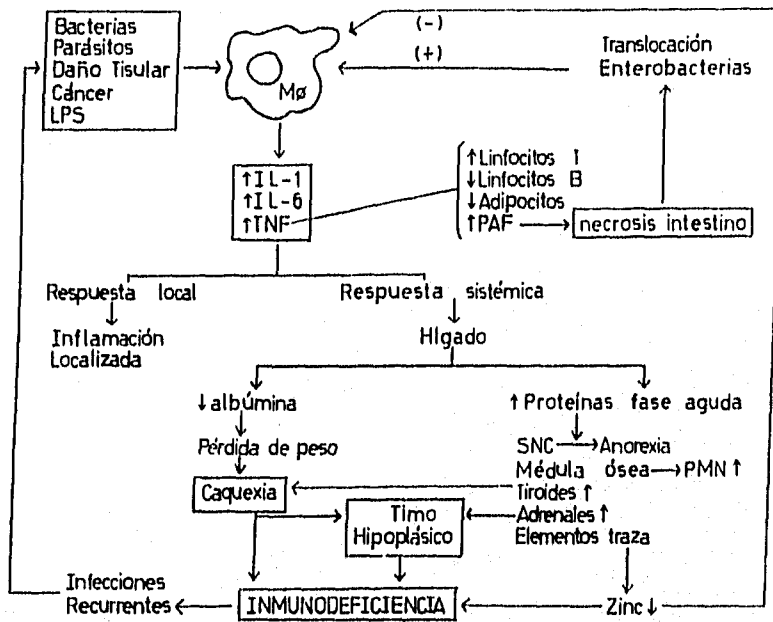 Bacterias
Parásitos
Daño Tisular
Cáncer
LPS
Mø
(-)
(+)
Translocación
Enterobacterias
↑IL-1
↑IL-6
↑TNF
↑Linfocitos T
↓Linfocitos B
↓Adipocitos
↑PAF
necrosis intestino
Respuesta local
Respuesta sistémica
Inflamación
Localizada
Hígado
↓albúmina
↑Proteínas fase aguda
Pérdida de peso
SNC→Anorexia
Médula ósea→PMN↑
Caquexia
Tiroides↑
Timo
Hipoplásico
Adrenales↑
Elementos traza
Infecciones
Recurrentes
INMUNODEFICIENCIA
Zinc↓